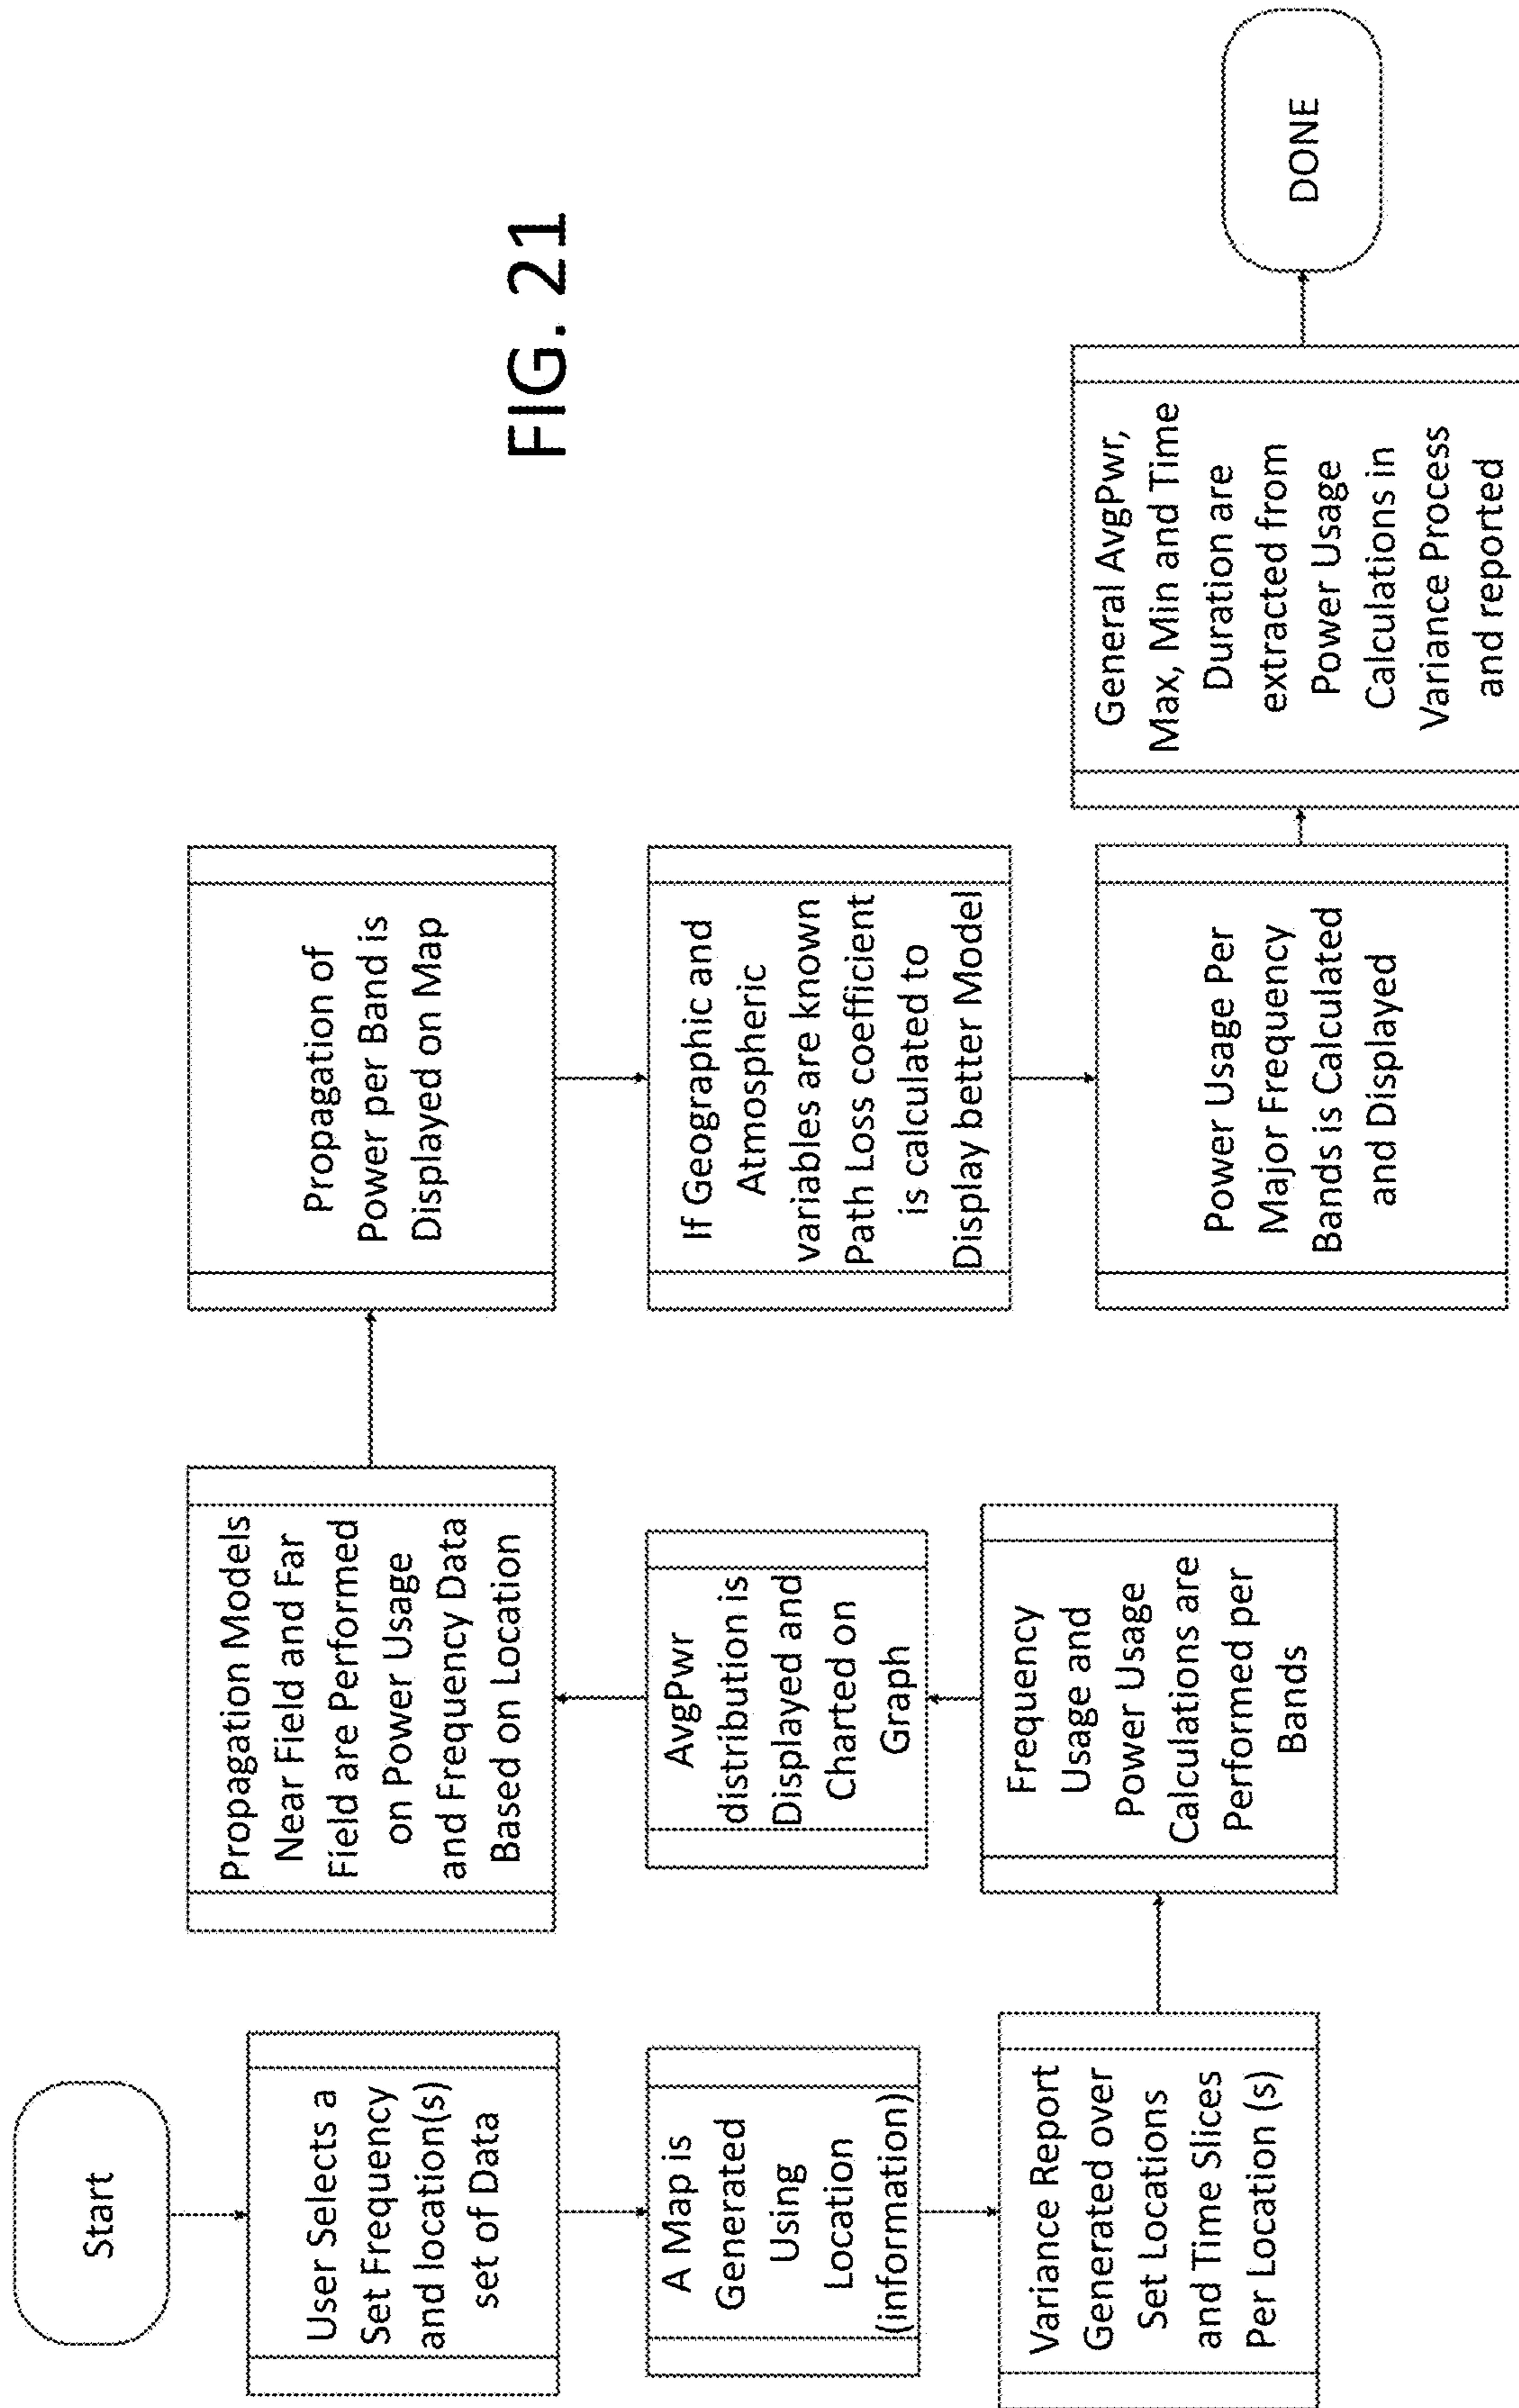 Start
User Selects a
Set Frequency
and location(s)
set of Data
A Map is
Generated
Using
Location
(information)
Variance Report
Generated over
Set Locations
and Time Slices
Per Location (s)
Frequency
Usage and
Power Usage
Calculations are
Performed per
Bands
AvgPwr
distribution is
Displayed and
Charted on
Graph
Propagation Models
Near Field and Far
Field are Performed
on Power Usage
and Frequency Data
Based on Location
Propagation of
Power per Band is
Displayed on Map
If Geographic and
Atmospheric
variables are known
Path Loss coefficient
is calculated to
Display better Model
Power Usage Per
Major Frequency
Bands is Calculated
and Displayed
General AvgPwr,
Max, Min and Time
Duration are
extracted from
Power Usage
Calculations in
Variance Process
and reported
DONE
FIG. 21